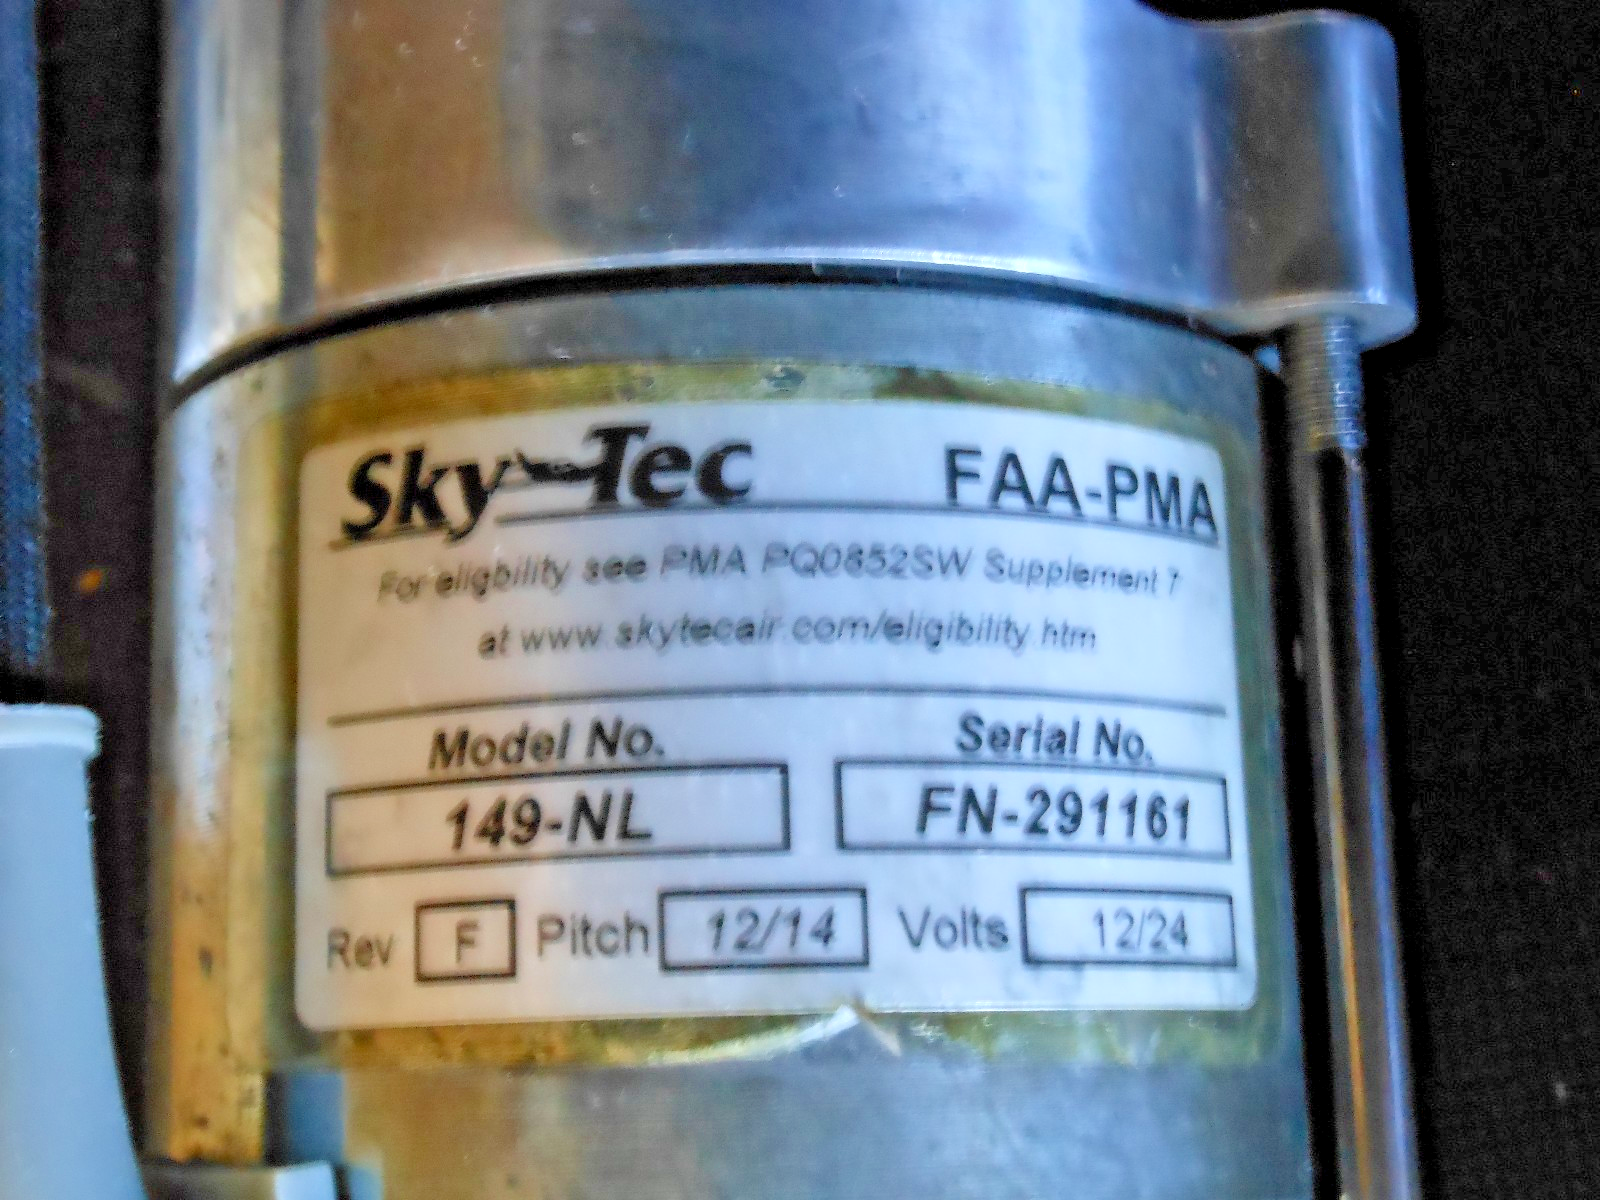 Sky-Tec FAA-PMA
For eligbility see PMA PQ0852SW Supplement 7
at www.skytecair.com/eligibility.htm
Model No. Serial No.
149-NL FN-291161
Rev F Pitch 12/14 Volts 12/24